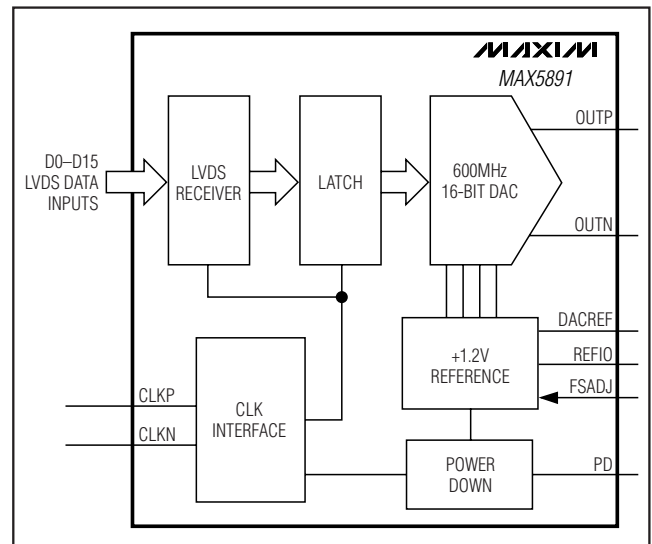 MAXIM
MAX5891
D0–D15
LVDS DATA
INPUTS
LVDS
RECEIVER
LATCH
600MHz
16-BIT DAC
OUTP
OUTN
DACREF
REFIO
FSADJ
+1.2V
REFERENCE
CLKP
CLKN
CLK
INTERFACE
POWER
DOWN
PD